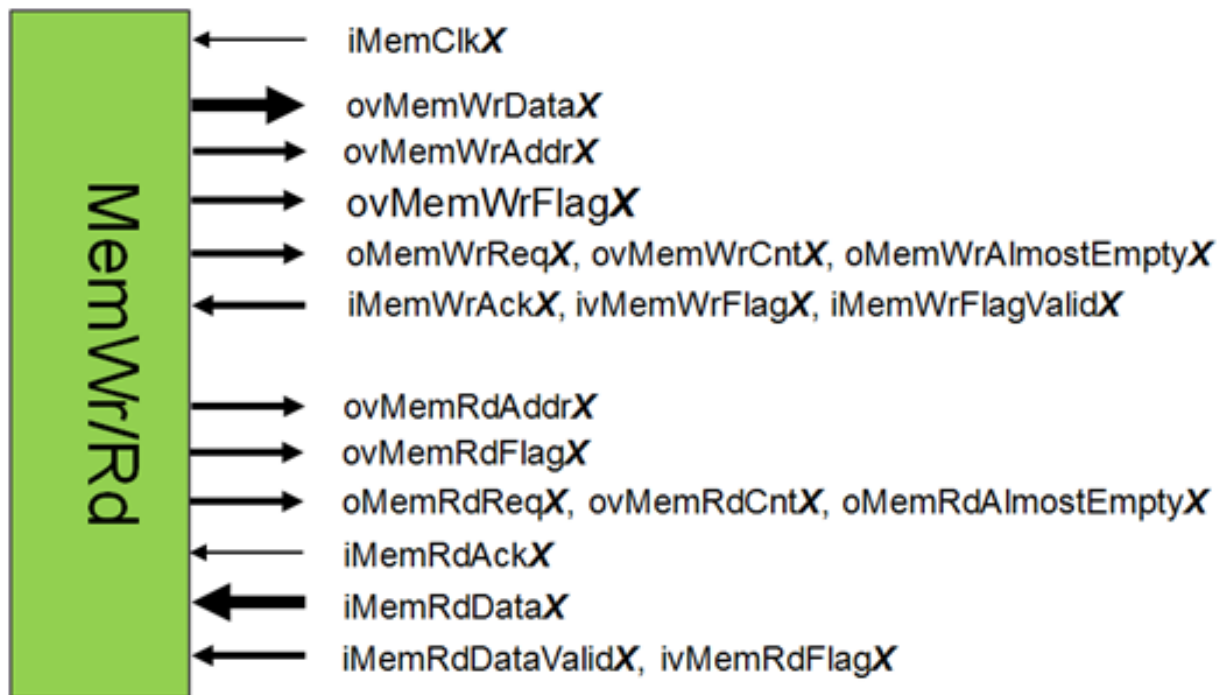 MemWr/Rd
iMemClkX
ovMemWrDataX
ovMemWrAddrX
ovMemWrFlagX
oMemWrReqX, ovMemWrCntX, oMemWrAlmostEmptyX
iMemWrAckX, ivMemWrFlagX, iMemWrFlagValidX
ovMemRdAddrX
ovMemRdFlagX
oMemRdReqX, ovMemRdCntX, oMemRdAlmostEmptyX
iMemRdAckX
iMemRdDataX
iMemRdDataValidX, ivMemRdFlagX